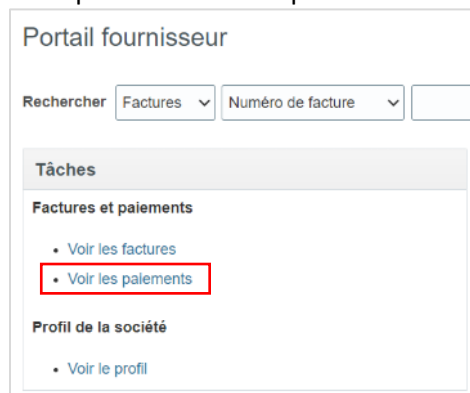 Portail fournisseur
Rechercher Factures Numéro de facture
Tâches
Factures et paiements
• Voir les factures
• Voir les paiements
Profil de la société
• Voir le profil